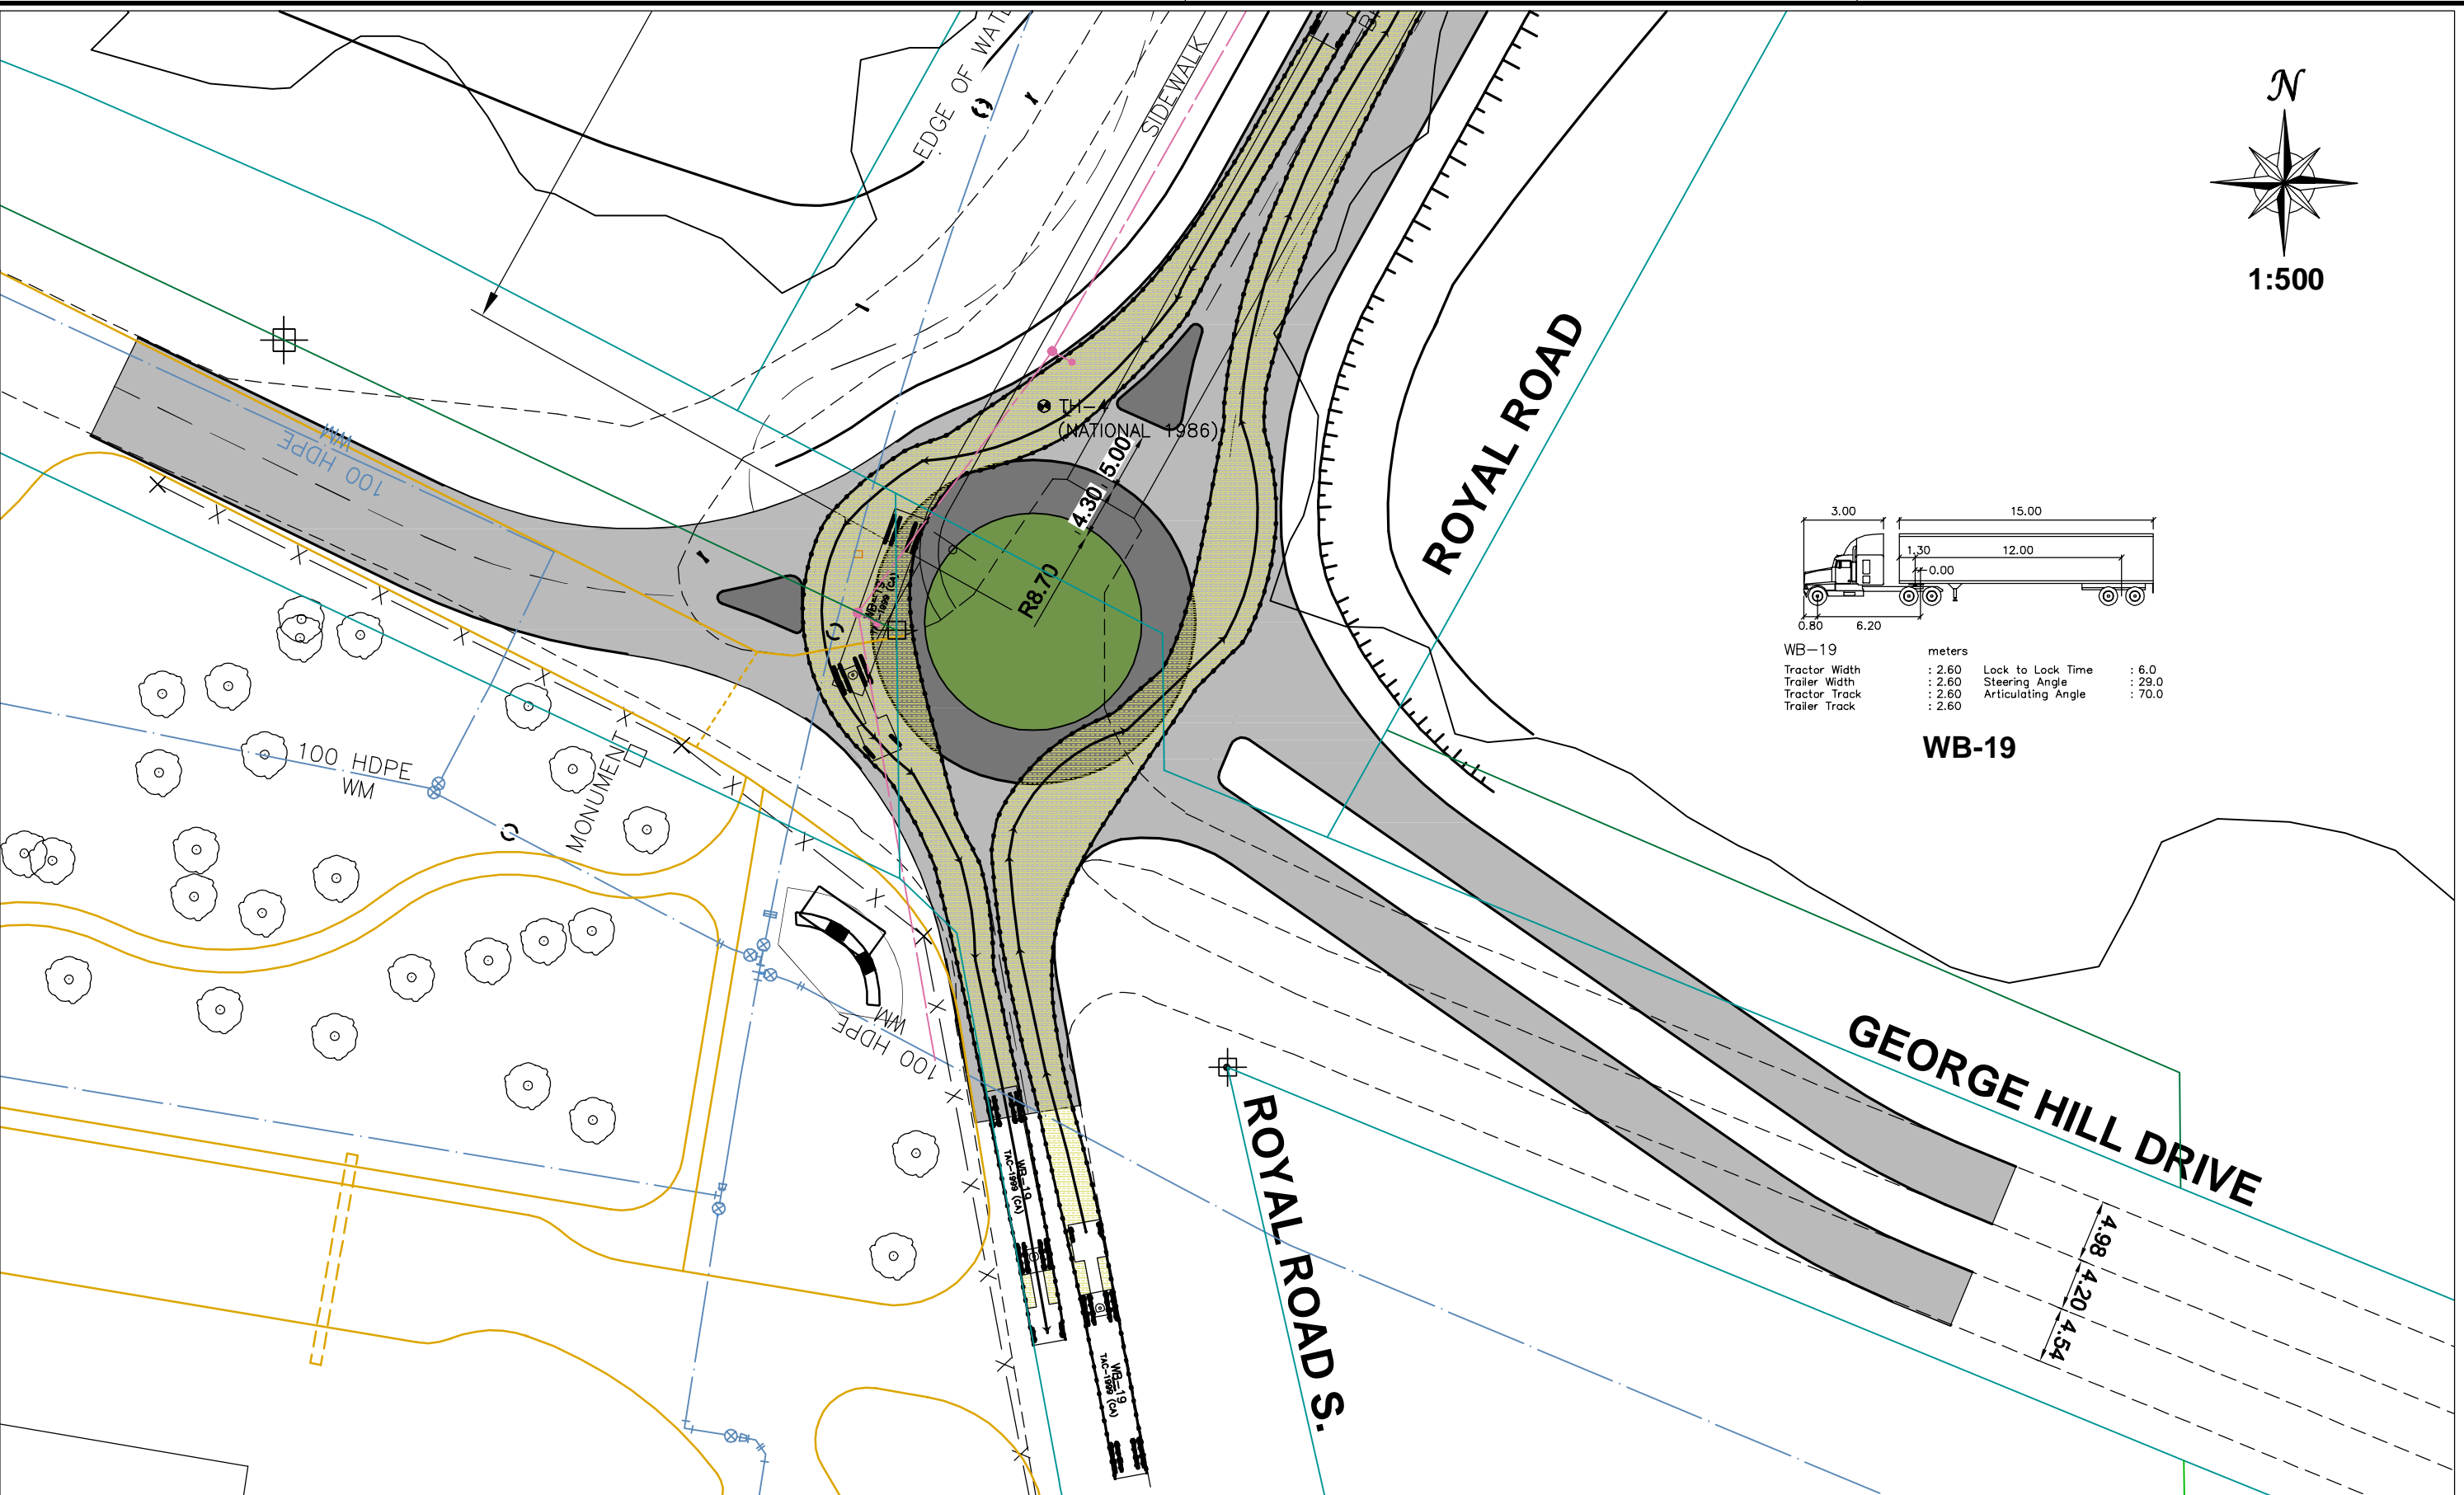 EDGE OF WAT
SIDEWALK
N
1:500
ROYAL ROAD
100 HDPE
WM
TH-4
(NATIONAL 1986)
5.00
4.30
R8.70
WB-19
TAC-1999 (CA)
3.00
15.00
1.30
12.00
0.00
0.80
6.20
WB-19
meters
Tractor Width : 2.60
Trailer Width : 2.60
Tractor Track : 2.60
Trailer Track : 2.60
Lock to Lock Time : 6.0
Steering Angle : 29.0
Articulating Angle : 70.0
WB-19
100 HDPE
WM
MONUMENT
100 HDPE
WM
GEORGE HILL DRIVE
ROYAL ROAD S.
4.98
4.20
4.54
WB-19
TAC-1999 (CA)
WB-19
TAC-1999 (CA)